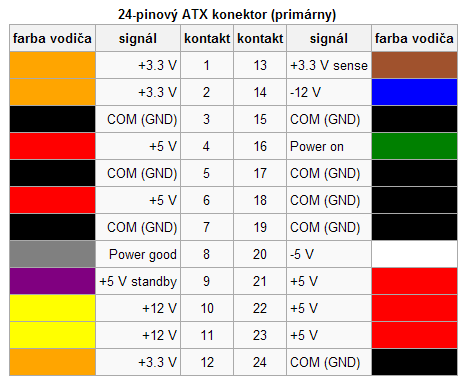 24-pinový ATX konektor (primárny)
farba vodiča signál kontakt kontakt signál farba vodiča
+3.3 V 1 13 +3.3 V sense
+3.3 V 2 14 -12 V
COM (GND) 3 15 COM (GND)
+5 V 4 16 Power on
COM (GND) 5 17 COM (GND)
+5 V 6 18 COM (GND)
COM (GND) 7 19 COM (GND)
Power good 8 20 -5 V
+5 V standby 9 21 +5 V
+12 V 10 22 +5 V
+12 V 11 23 +5 V
+3.3 V 12 24 COM (GND)